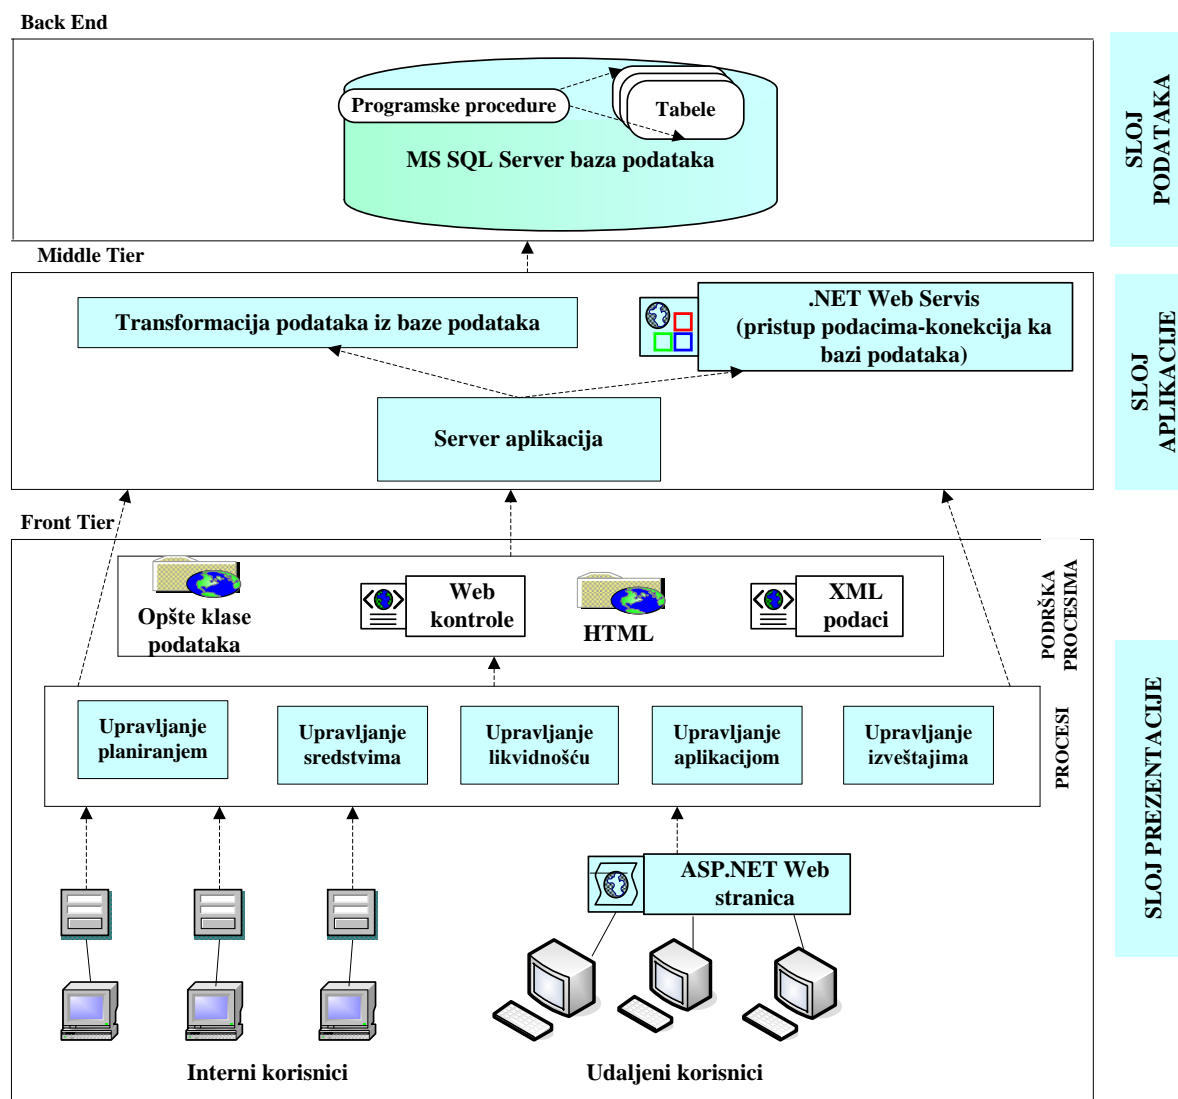 Back End
Programske procedure
Tabele
MS SQL Server baza podataka
SLOJ
PODATAKA
Middle Tier
Transformacija podataka iz baze podataka
.NET Web Servis
(pristup podacima-konekcija ka
bazi podataka)
Server aplikacija
SLOJ
APLIKACIJE
Front Tier
Opšte klase
podataka
Web
kontrole
HTML
XML
podaci
PODRŠKA
PROCESIMA
Upravljanje
planiranjem
Upravljanje
sredstvima
Upravljanje
likvidnošću
Upravljanje
aplikacijom
Upravljanje
izveštajima
PROCESI
SLOJ PREZENTACIJE
ASP.NET Web
stranica
Interni korisnici
Udaljeni korisnici